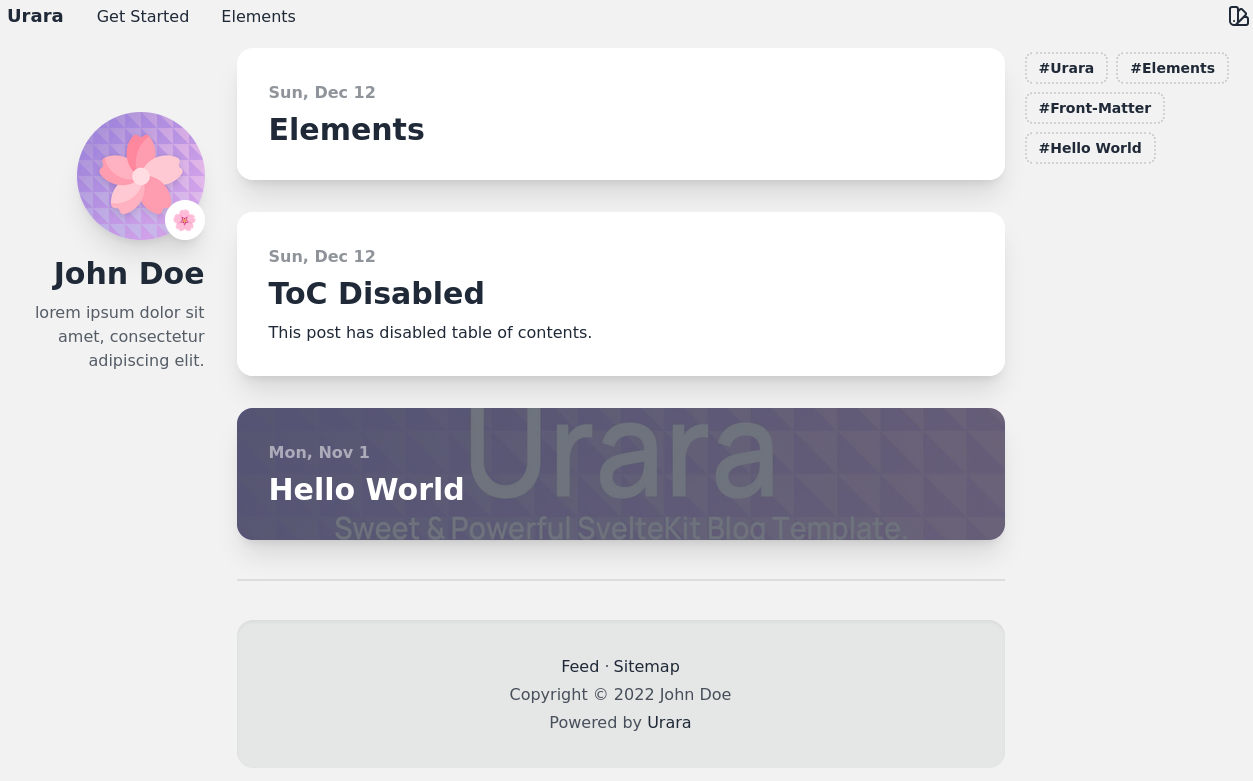 Urara Get Started Elements
John Doe
lorem ipsum dolor sit
amet, consectetur
adipiscing elit.
Sun, Dec 12
Elements
Sun, Dec 12
ToC Disabled
This post has disabled table of contents.
Urara
Mon, Nov 1
Hello World
Sweet & Powerful SvelteKit Blog Template.
Feed · Sitemap
Copyright © 2022 John Doe
Powered by Urara
#Urara #Elements
#Front-Matter
#Hello World